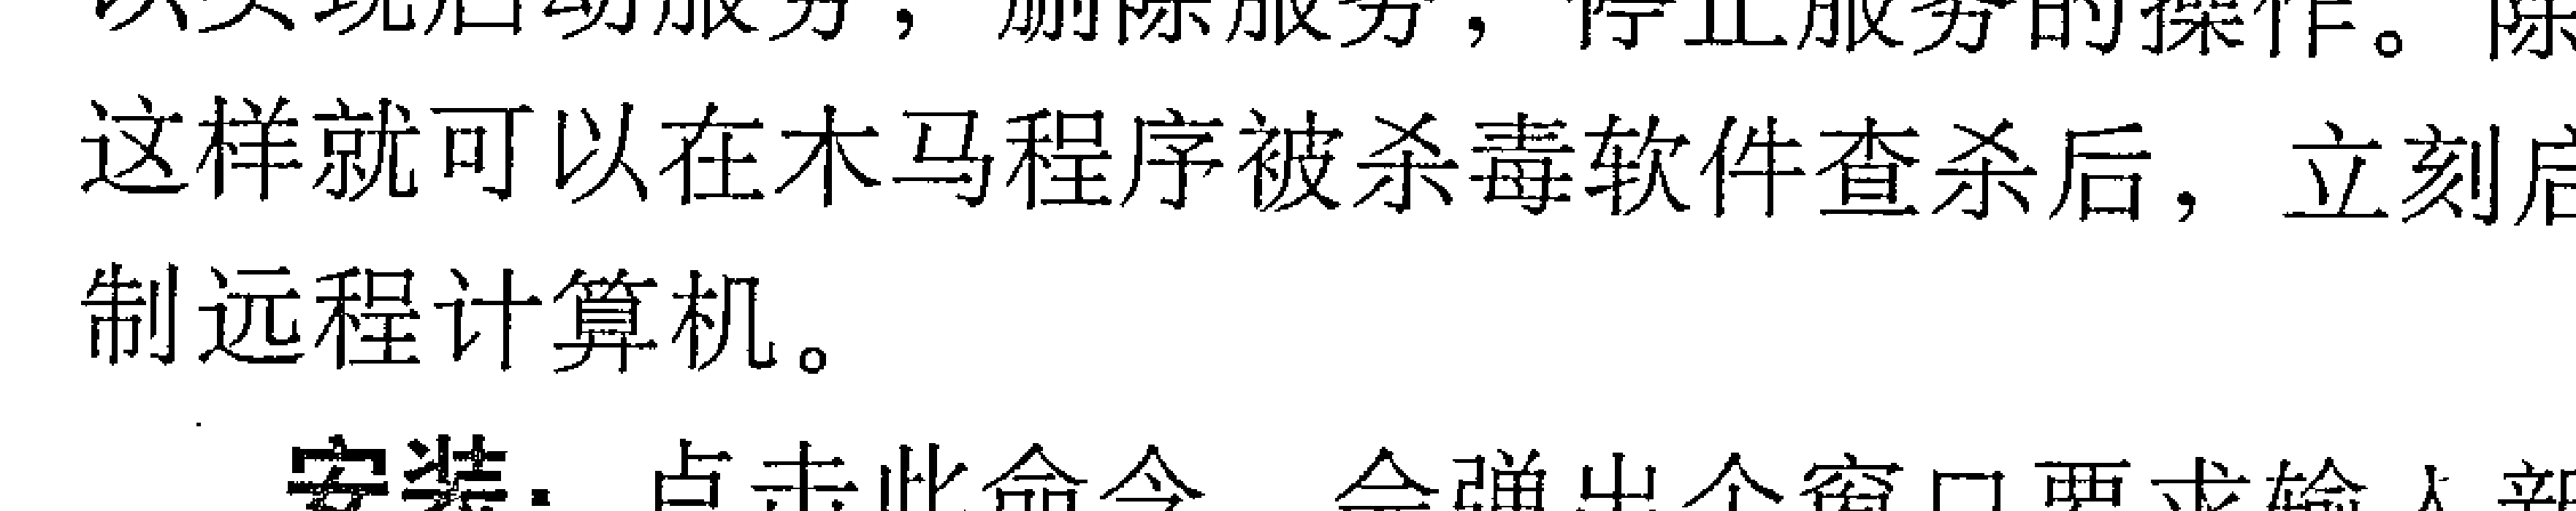 以实现启动服务，删除服务，停止服务的操作。除
这样就可以在木马程序被杀毒软件查杀后，立刻启
制远程计算机。
安装：点击此命令，会弹出个窗口要求输入新